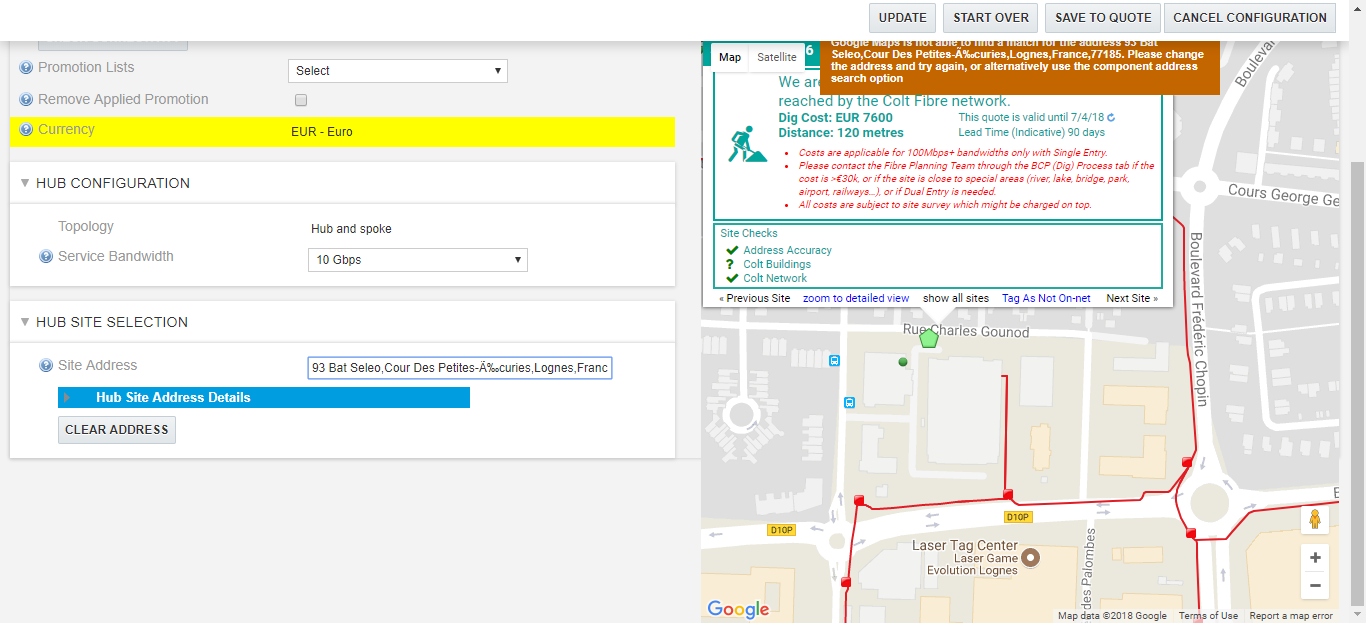 UPDATE
START OVER
SAVE TO QUOTE
CANCEL CONFIGURATION
Promotion Lists
Select
Remove Applied Promotion
Currency
EUR - Euro
HUB CONFIGURATION
Topology
Hub and spoke
Service Bandwidth
10 Gbps
HUB SITE SELECTION
Site Address
93 Bat Seleo,Cour Des Petites-Ä‰curies,Lognes,Franc
Hub Site Address Details
CLEAR ADDRESS
Map
Satellite
6
Google Maps is not able to find a match for the address 93 Bat
Seleo,Cour Des Petites-Ä‰curies,Lognes,France,77185. Please change
the address and try again, or alternatively use the component address
search option
We are
reached by the Colt Fibre network.
Dig Cost: EUR 7600
This quote is valid until 7/4/18
Distance: 120 metres
Lead Time (Indicative) 90 days
Costs are applicable for 100Mbps+ bandwidths only with Single Entry.
Please contact the Fibre Planning Team through the BCP (Dig) Process tab if the
cost is >€30k, or if the site is close to special areas (river, lake, bridge, park,
airport, railways...), or if Dual Entry is needed.
All costs are subject to site survey which might be charged on top.
Site Checks
Address Accuracy
? Colt Buildings
Colt Network
« Previous Site
zoom to detailed view
show all sites
Tag As Not On-net
Next Site »
Boulevar
Cours George Ge
Boulevard Frédéric Chopin
Rue Charles Gounod
D10P
D10P
Laser Tag Center
Laser Game
Evolution Lognes
des Palombes
Google
+
−
Map data ©2018 Google
Terms of Use
Report a map error